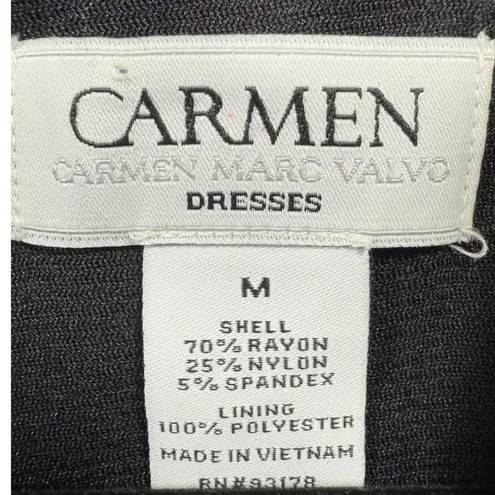 CARMEN
CARMEN MARC VALVO
DRESSES
M
SHELL
70% RAYON
25% NYLON
5% SPANDEX
LINING
100% POLYESTER
MADE IN VIETNAM
RN#93178